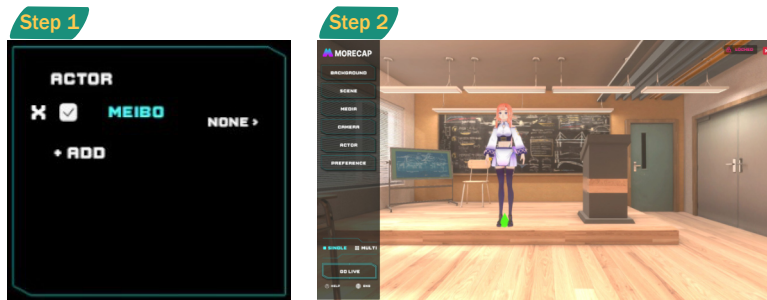 Step 1
ACTOR
X MEIBO
NONE >
+ ADD
Step 2
MORECAP
BACKGROUND
SCENE
MEDIA
CAMERA
ACTOR
PREFERENCE
SINGLE MULTI
GO LIVE
HELP